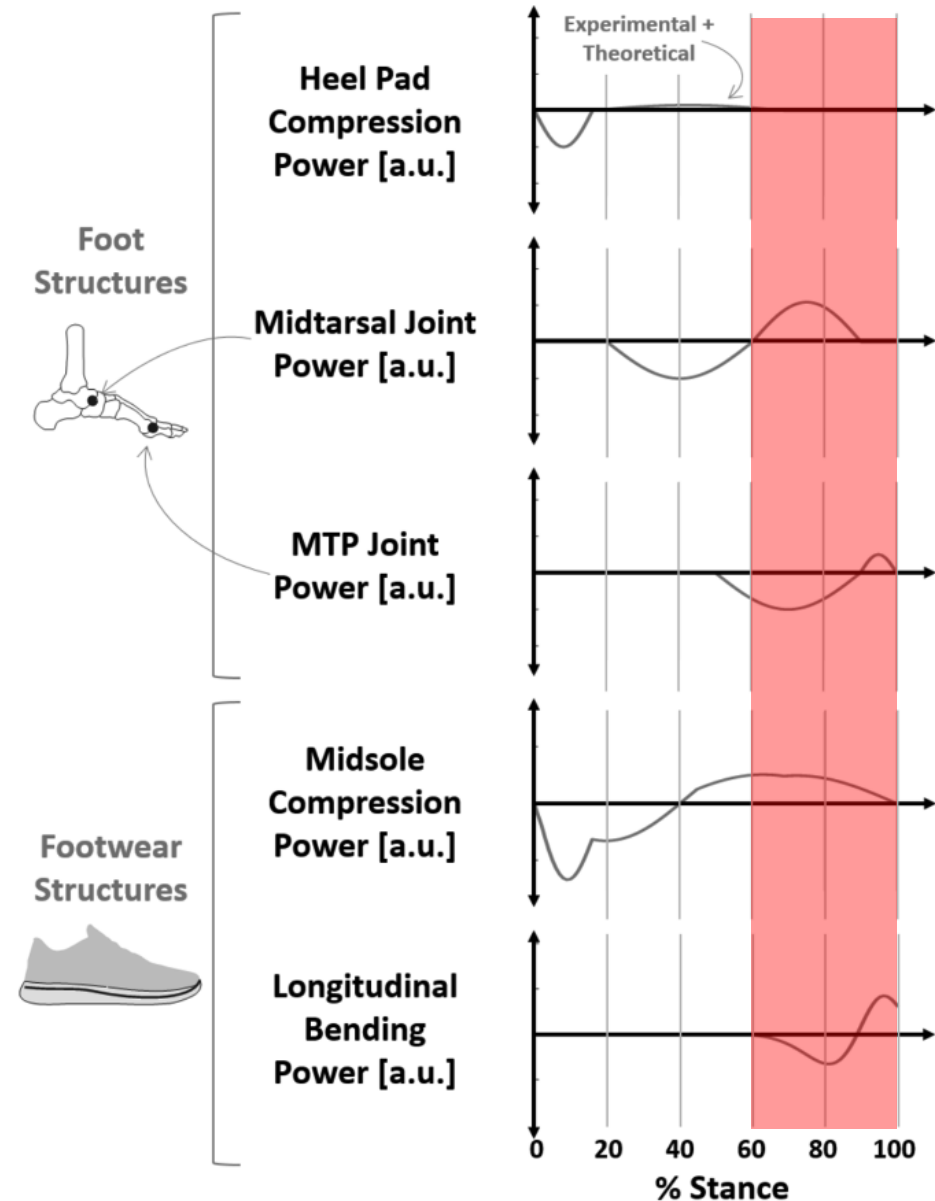 Experimental +
Theoretical
Heel Pad
Compression
Power [a.u.]
Foot
Structures
Midtarsal Joint
Power [a.u.]
MTP Joint
Power [a.u.]
Midsole
Compression
Power [a.u.]
Footwear
Structures
Longitudinal
Bending
Power [a.u.]
0 20 40 60 80 100
% Stance